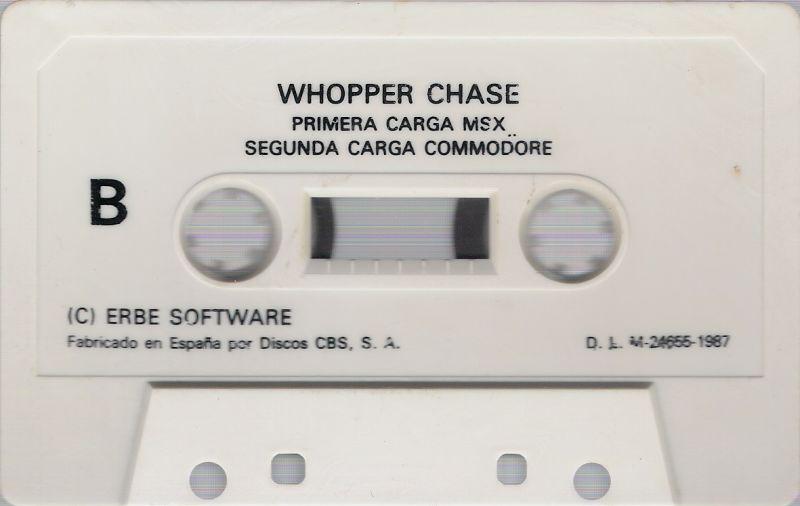 WHOPPER CHASE
PRIMERA CARGA MSX
SEGUNDA CARGA COMMODORE
B
(C) ERBE SOFTWARE
Fabricado en España por Discos CBS, S. A.
D. L. M-24655-1987